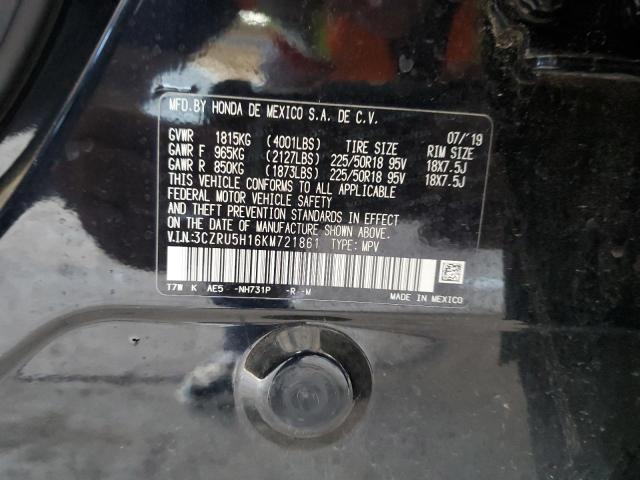 MFD. BY HONDA DE MEXICO S.A. DE C.V.
07/'19
GVWR 1815KG (4001LBS) TIRE SIZE RIM SIZE
GAWR F 965KG (2127LBS) 225/50R18 95V 18X7.5J
GAWR R 850KG (1873LBS) 225/50R18 95V 18X7.5J
THIS VEHICLE CONFORMS TO ALL APPLICABLE
FEDERAL MOTOR VEHICLE SAFETY
AND THEFT PREVENTION STANDARDS IN EFFECT
ON THE DATE OF MANUFACTURE SHOWN ABOVE.
V.I.N:3CZRU5H16KM721861 TYPE: MPV
T7W K AE5 -NH731P -R--M
MADE IN MEXICO